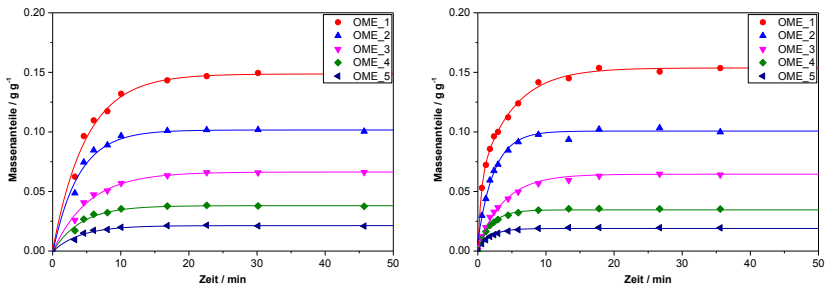 0.20
0.15
0.10
0.05
0.00
Massenanteile / g g⁻¹
0 10 20 30 40 50
Zeit / min
OME_1
OME_2
OME_3
OME_4
OME_5
0.20
0.15
0.10
0.05
0.00
Massenanteile / g g⁻¹
0 10 20 30 40 50
Zeit / min
OME_1
OME_2
OME_3
OME_4
OME_5